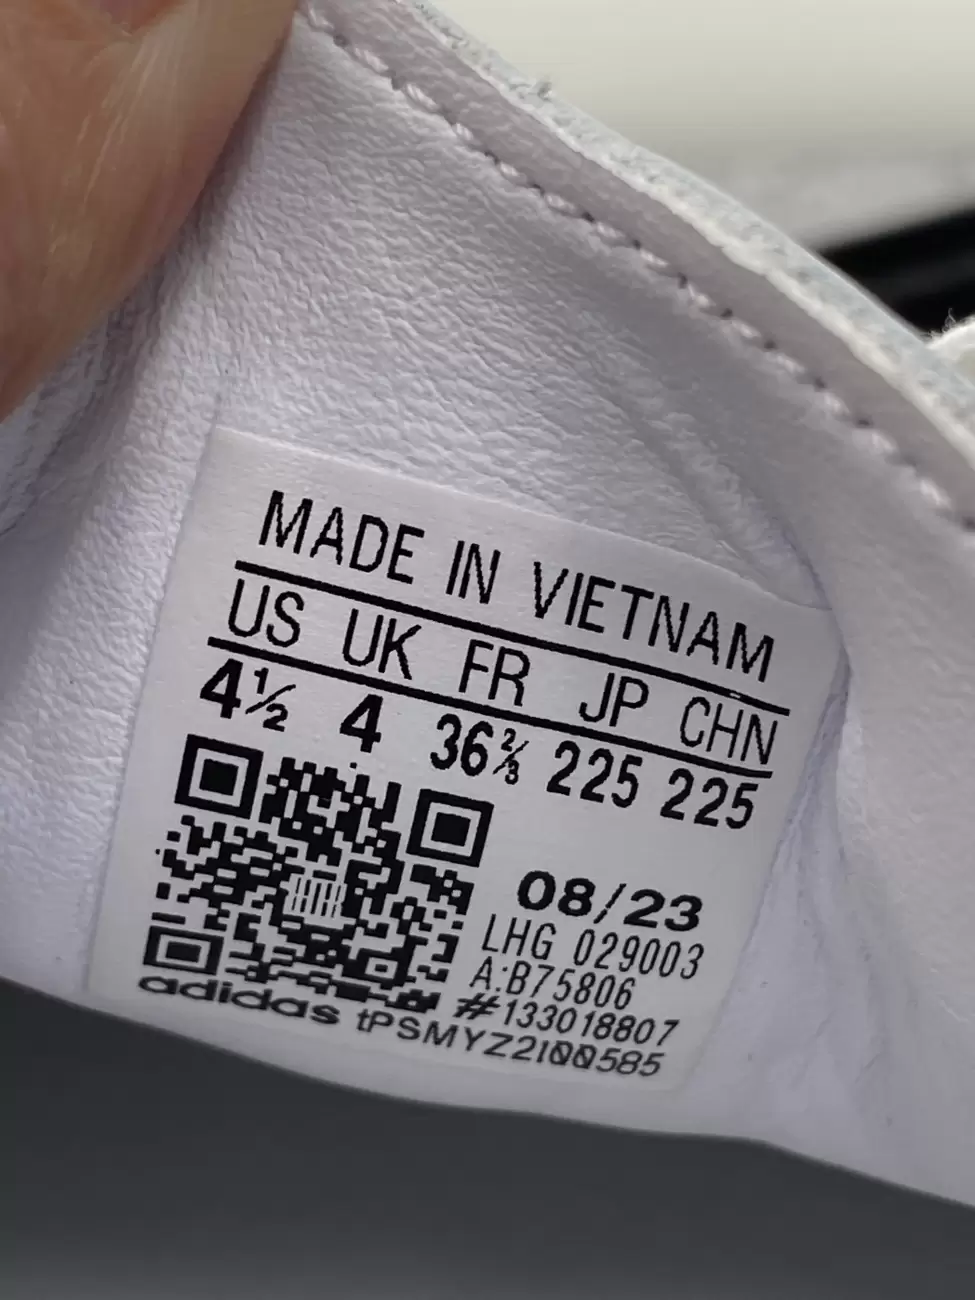 MADE IN VIETNAM
US UK FR JP CHN
4½ 4 36⅔ 225 225
08/23
LHG 029003
A:B75806
#133018807
adidas tPSMYZ2100585